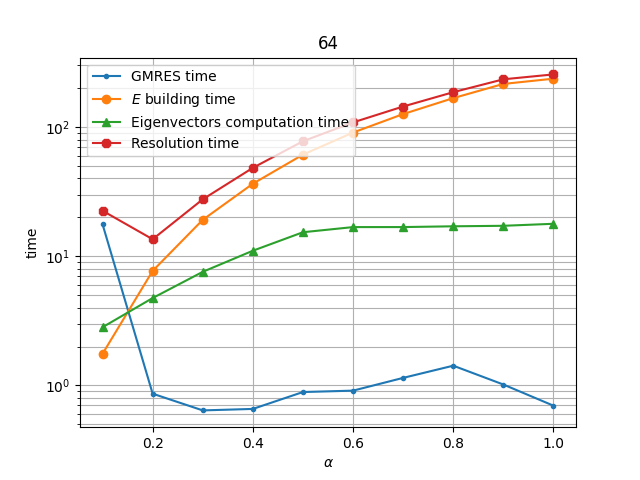 64
GMRES time
E building time
Eigenvectors computation time
Resolution time
time
10²
10¹
10⁰
0.2 0.4 0.6 0.8 1.0
α